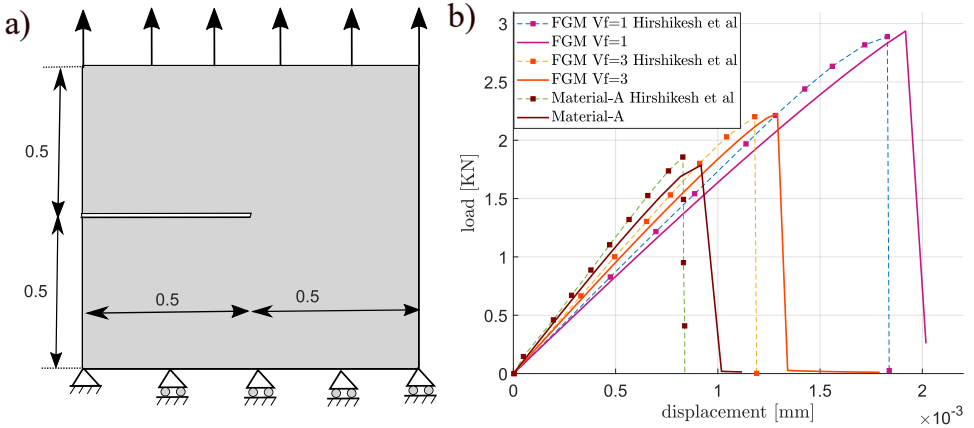 a)
0.5
0.5
0.5
0.5
b)
FGM Vf=1 Hirshikesh et al
FGM Vf=1
FGM Vf=3 Hirshikesh et al
FGM Vf=3
Material-A Hirshikesh et al
Material-A
load [KN]
3
2.5
2
1.5
1
0.5
0
0
0.5
1
1.5
2
×10⁻³
displacement [mm]